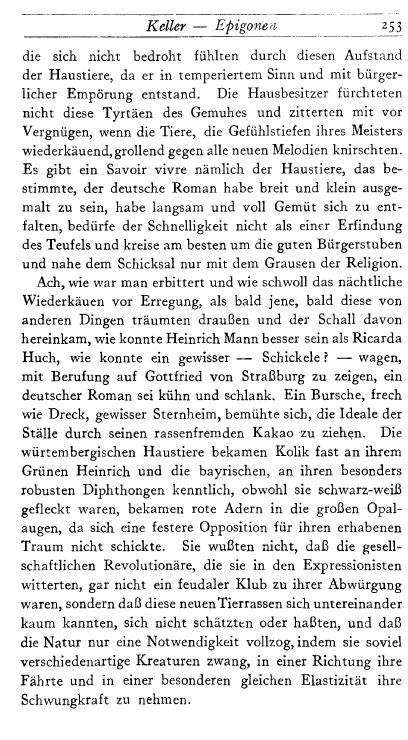 Keller — Epigonen 253
die sich nicht bedroht fühlten durch diesen Aufstand
der Haustiere, da er in temperiertem Sinn und mit bürger-
licher Empörung entstand. Die Hausbesitzer fürchteten
nicht diese Tyrtäen des Gemuhes und zitterten mit vor
Vergnügen, wenn die Tiere, die Gefühlstiefen ihres Meisters
wiederkäuend, grollend gegen alle neuen Melodien knirschten.
Es gibt ein Savoir vivre nämlich der Haustiere, das be-
stimmte, der deutsche Roman habe breit und klein ausge-
malt zu sein, habe langsam und voll Gemüt sich zu ent-
falten, bedürfe der Schnelligkeit nicht als einer Erfindung
des Teufels und kreise am besten um die guten Bürgerstuben
und nahe dem Schicksal nur mit dem Grausen der Religion.
Ach, wie war man erbittert und wie schwoll das nächtliche
Wiederkäuen vor Erregung, als bald jene, bald diese von
anderen Dingen träumten draußen und der Schall davon
hereinkam, wie konnte Heinrich Mann besser sein als Ricarda
Huch, wie konnte ein gewisser — Schickele? — wagen,
mit Berufung auf Gottfried von Straßburg zu zeigen, ein
deutscher Roman sei kühn und schlank. Ein Bursche, frech
wie Dreck, gewisser Sternheim, bemühte sich, die Ideale der
Ställe durch seinen rassenfremden Kakao zu ziehen. Die
würtembergischen Haustiere bekamen Kolik fast an ihrem
Grünen Heinrich und die bayrischen, an ihren besonders
robusten Diphthongen kenntlich, obwohl sie schwarz-weiß
gefleckt waren, bekamen rote Adern in die großen Opal-
augen, da sich eine festere Opposition für ihren erhabenen
Traum nicht schickte. Sie wußten nicht, daß die gesell-
schaftlichen Revolutionäre, die sie in den Expressionisten
witterten, gar nicht ein feudaler Klub zu ihrer Abwürgung
waren, sondern daß diese neuen Tierrassen sich untereinander
kaum kannten, sich nicht schätzten oder haßten, und daß
die Natur nur eine Notwendigkeit vollzog, indem sie soviel
verschiedenartige Kreaturen zwang, in einer Richtung ihre
Fährte und in einer besonderen gleichen Elastizität ihre
Schwungkraft zu nehmen.